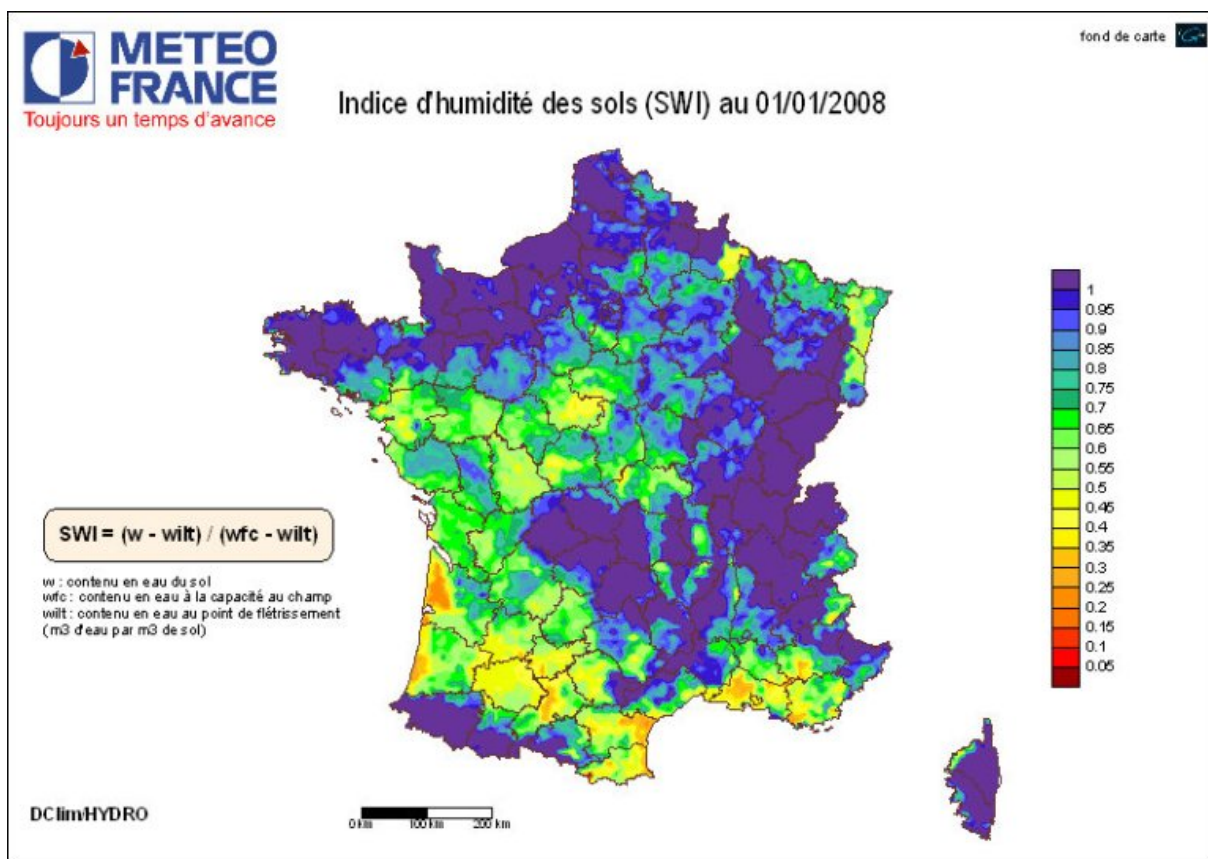 METEO
FRANCE
Toujours un temps d'avance
fond de carte
Indice d'humidité des sols (SWI) au 01/01/2008
1
0.95
0.9
0.85
0.8
0.75
0.7
0.65
0.6
0.55
0.5
0.45
0.4
0.35
0.3
0.25
0.2
0.15
0.1
0.05
SWI = (w - wilt) / (wfc - wilt)
w : contenu en eau du sol
wfc : contenu en eau à la capacité au champ
wilt : contenu en eau au point de flétrissement
(m3 d'eau par m3 de sol)
DClim/HYDRO
0 km 100 km 200 km